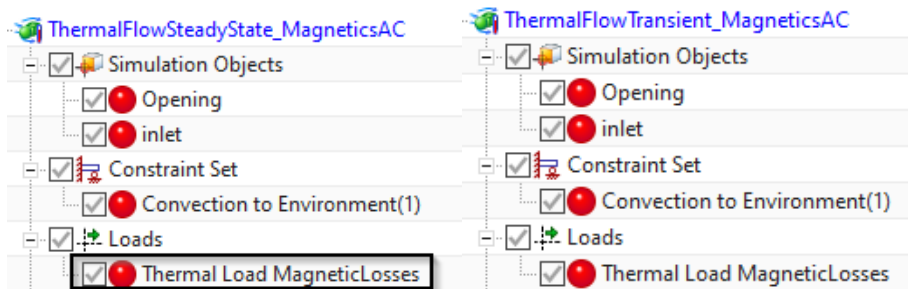 ThermalFlowSteadyState_MagneticsAC
Simulation Objects
Opening
inlet
Constraint Set
Convection to Environment(1)
Loads
Thermal Load MagneticLosses
ThermalFlowTransient_MagneticsAC
Simulation Objects
Opening
inlet
Constraint Set
Convection to Environment(1)
Loads
Thermal Load MagneticLosses